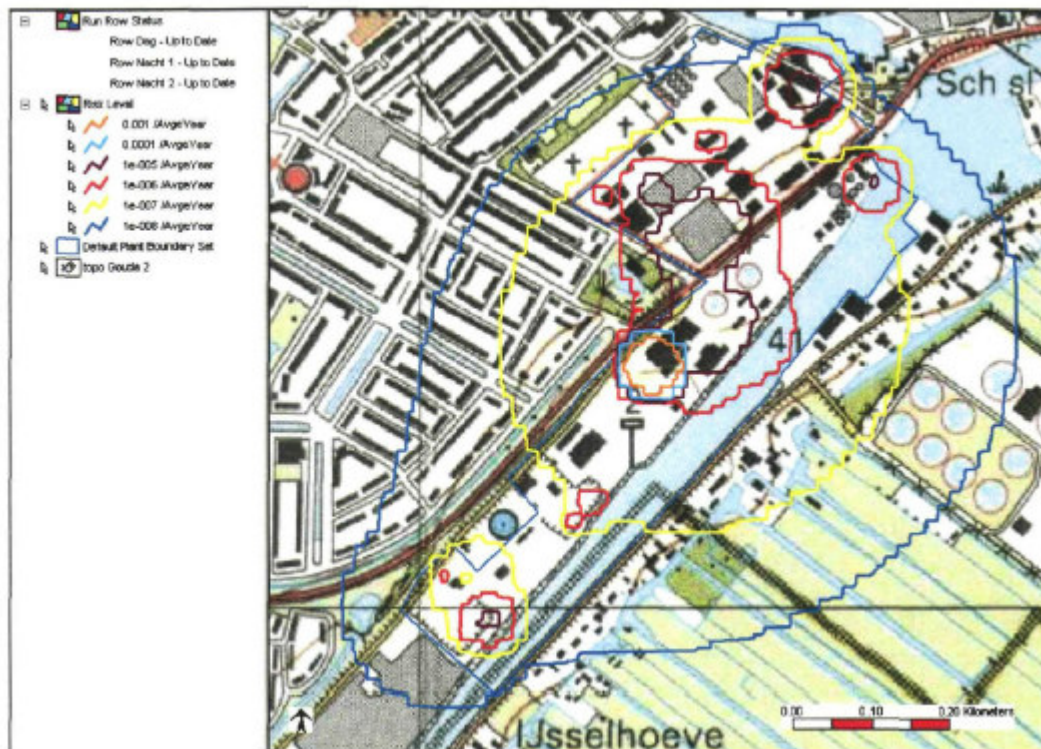 Run Row Status
Row Dag - Up to Date
Row Nacht 1 - Up to Date
Row Nacht 2 - Up to Date
Risk Level
0.001 /AvgeYear
0.0001 /AvgeYear
1e-005 /AvgeYear
1e-006 /AvgeYear
1e-007 /AvgeYear
1e-008 /AvgeYear
Default Plant Boundary Set
topo Gouda 2
Sch sl
41
2
0.00 0.10 0.20 Kilometers
IJsselhoeve